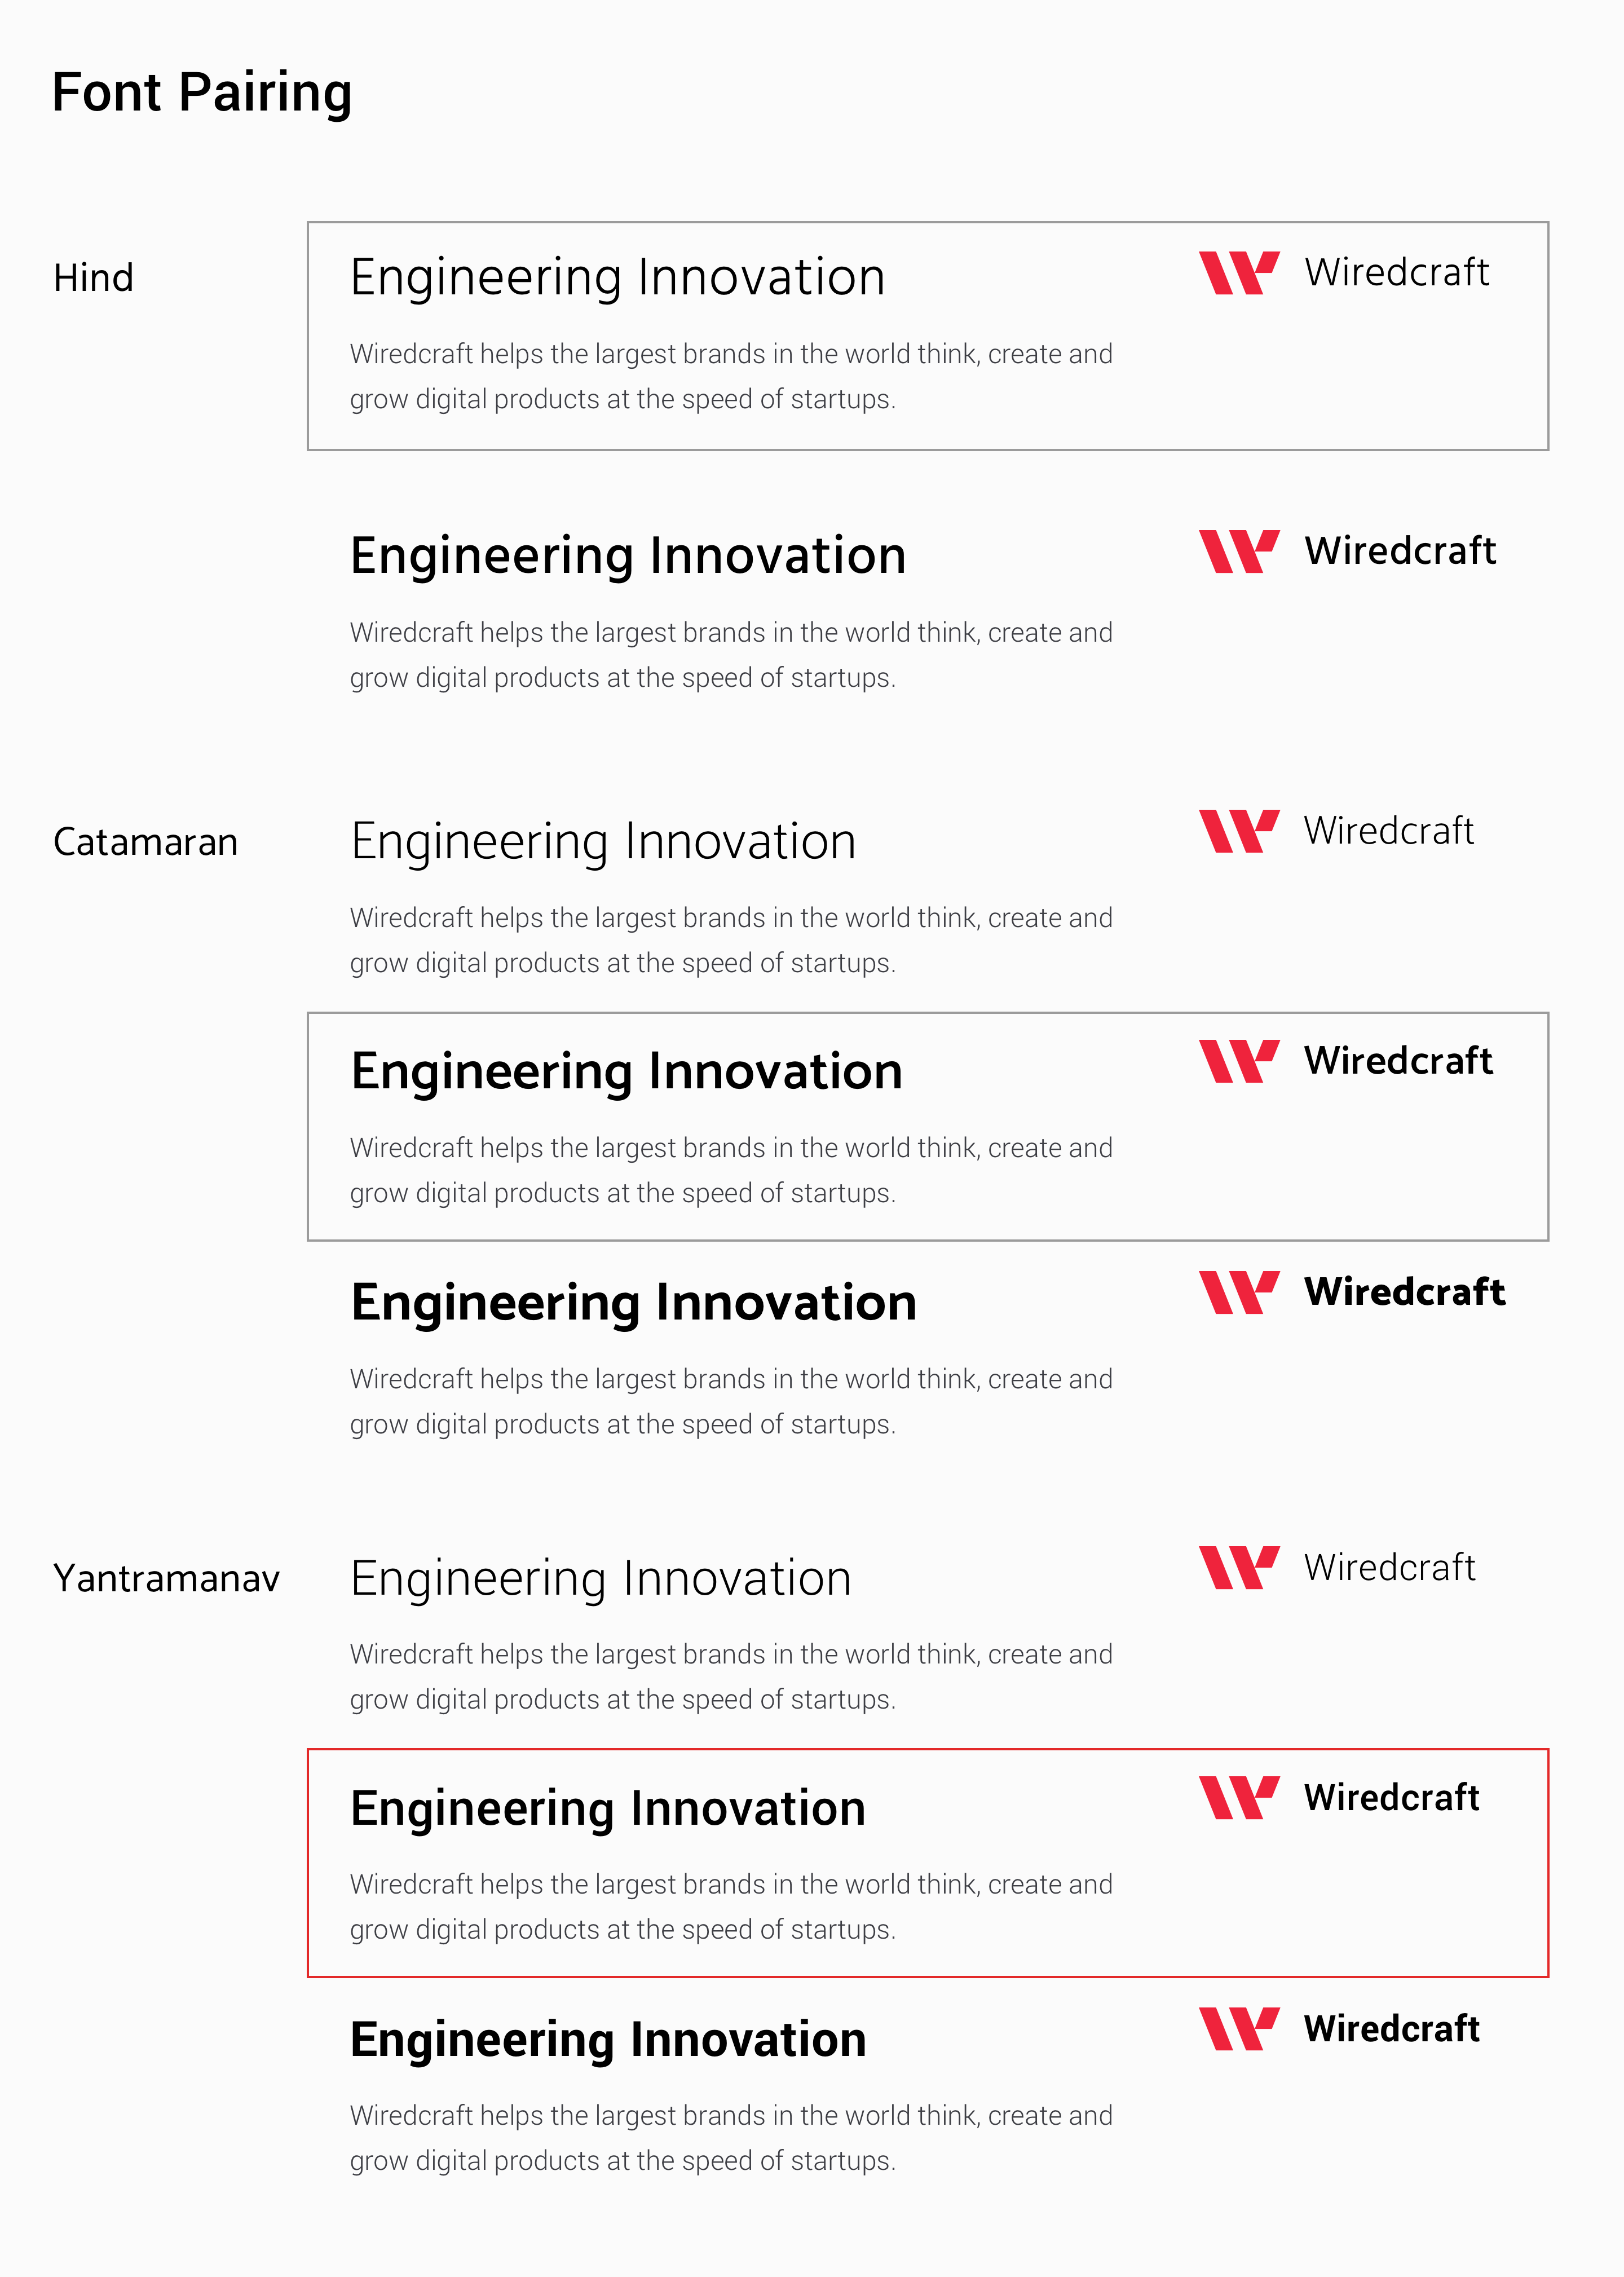 Font Pairing
Hind
Engineering Innovation
Wiredcraft
Wiredcraft helps the largest brands in the world think, create and
grow digital products at the speed of startups.
Engineering Innovation
Wiredcraft
Wiredcraft helps the largest brands in the world think, create and
grow digital products at the speed of startups.
Catamaran
Engineering Innovation
Wiredcraft
Wiredcraft helps the largest brands in the world think, create and
grow digital products at the speed of startups.
Engineering Innovation
Wiredcraft
Wiredcraft helps the largest brands in the world think, create and
grow digital products at the speed of startups.
Engineering Innovation
Wiredcraft
Wiredcraft helps the largest brands in the world think, create and
grow digital products at the speed of startups.
Yantramanav
Engineering Innovation
Wiredcraft
Wiredcraft helps the largest brands in the world think, create and
grow digital products at the speed of startups.
Engineering Innovation
Wiredcraft
Wiredcraft helps the largest brands in the world think, create and
grow digital products at the speed of startups.
Engineering Innovation
Wiredcraft
Wiredcraft helps the largest brands in the world think, create and
grow digital products at the speed of startups.